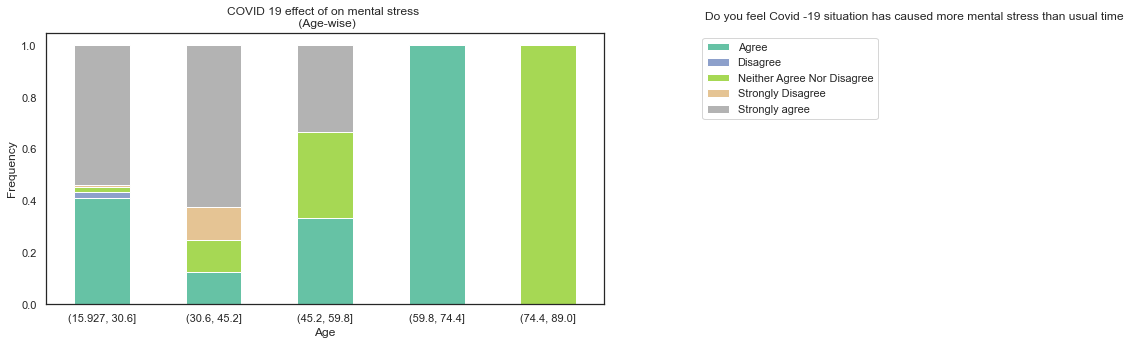 COVID 19 effect of on mental stress
(Age-wise)
Do you feel Covid -19 situation has caused more mental stress than usual time
Agree
Disagree
Neither Agree Nor Disagree
Strongly Disagree
Strongly agree
Frequency
1.0
0.8
0.6
0.4
0.2
0.0
(15.927, 30.6]
(30.6, 45.2]
(45.2, 59.8]
(59.8, 74.4]
(74.4, 89.0]
Age